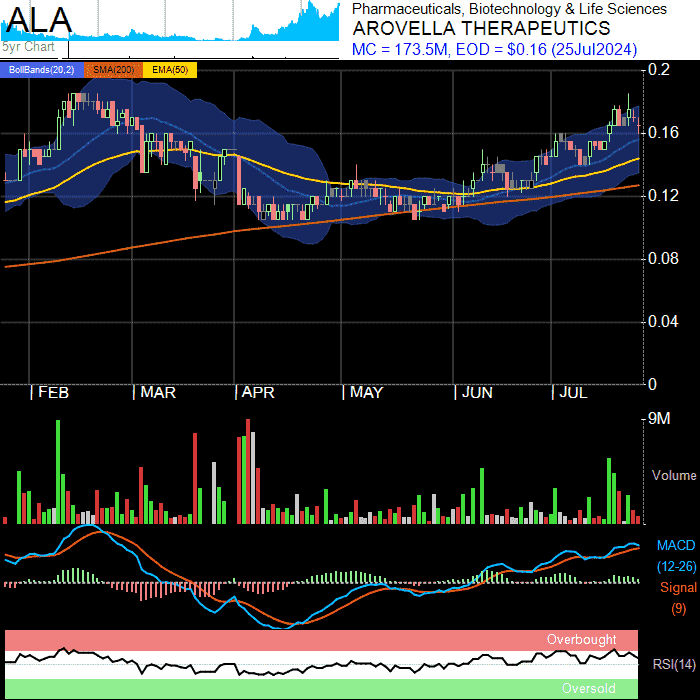 ALA
5yr Chart
Pharmaceuticals, Biotechnology & Life Sciences
AROVELLA THERAPEUTICS
MC = 173.5M, EOD = $0.16 (25Jul2024)
BollBands(20,2) SMA(200) EMA(50)
0.2
0.16
0.12
0.08
0.04
0
FEB MAR APR MAY JUN JUL
9M
Volume
MACD
(12-26)
Signal
(9)
Overbought
RSI(14)
Oversold